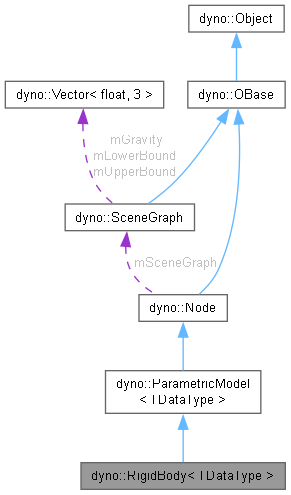 dyno::Object
dyno::Vector< float, 3 >
dyno::OBase
mGravity
mLowerBound
mUpperBound
dyno::SceneGraph
mSceneGraph
dyno::Node
dyno::ParametricModel
< TDataType >
dyno::RigidBody< TDataType >